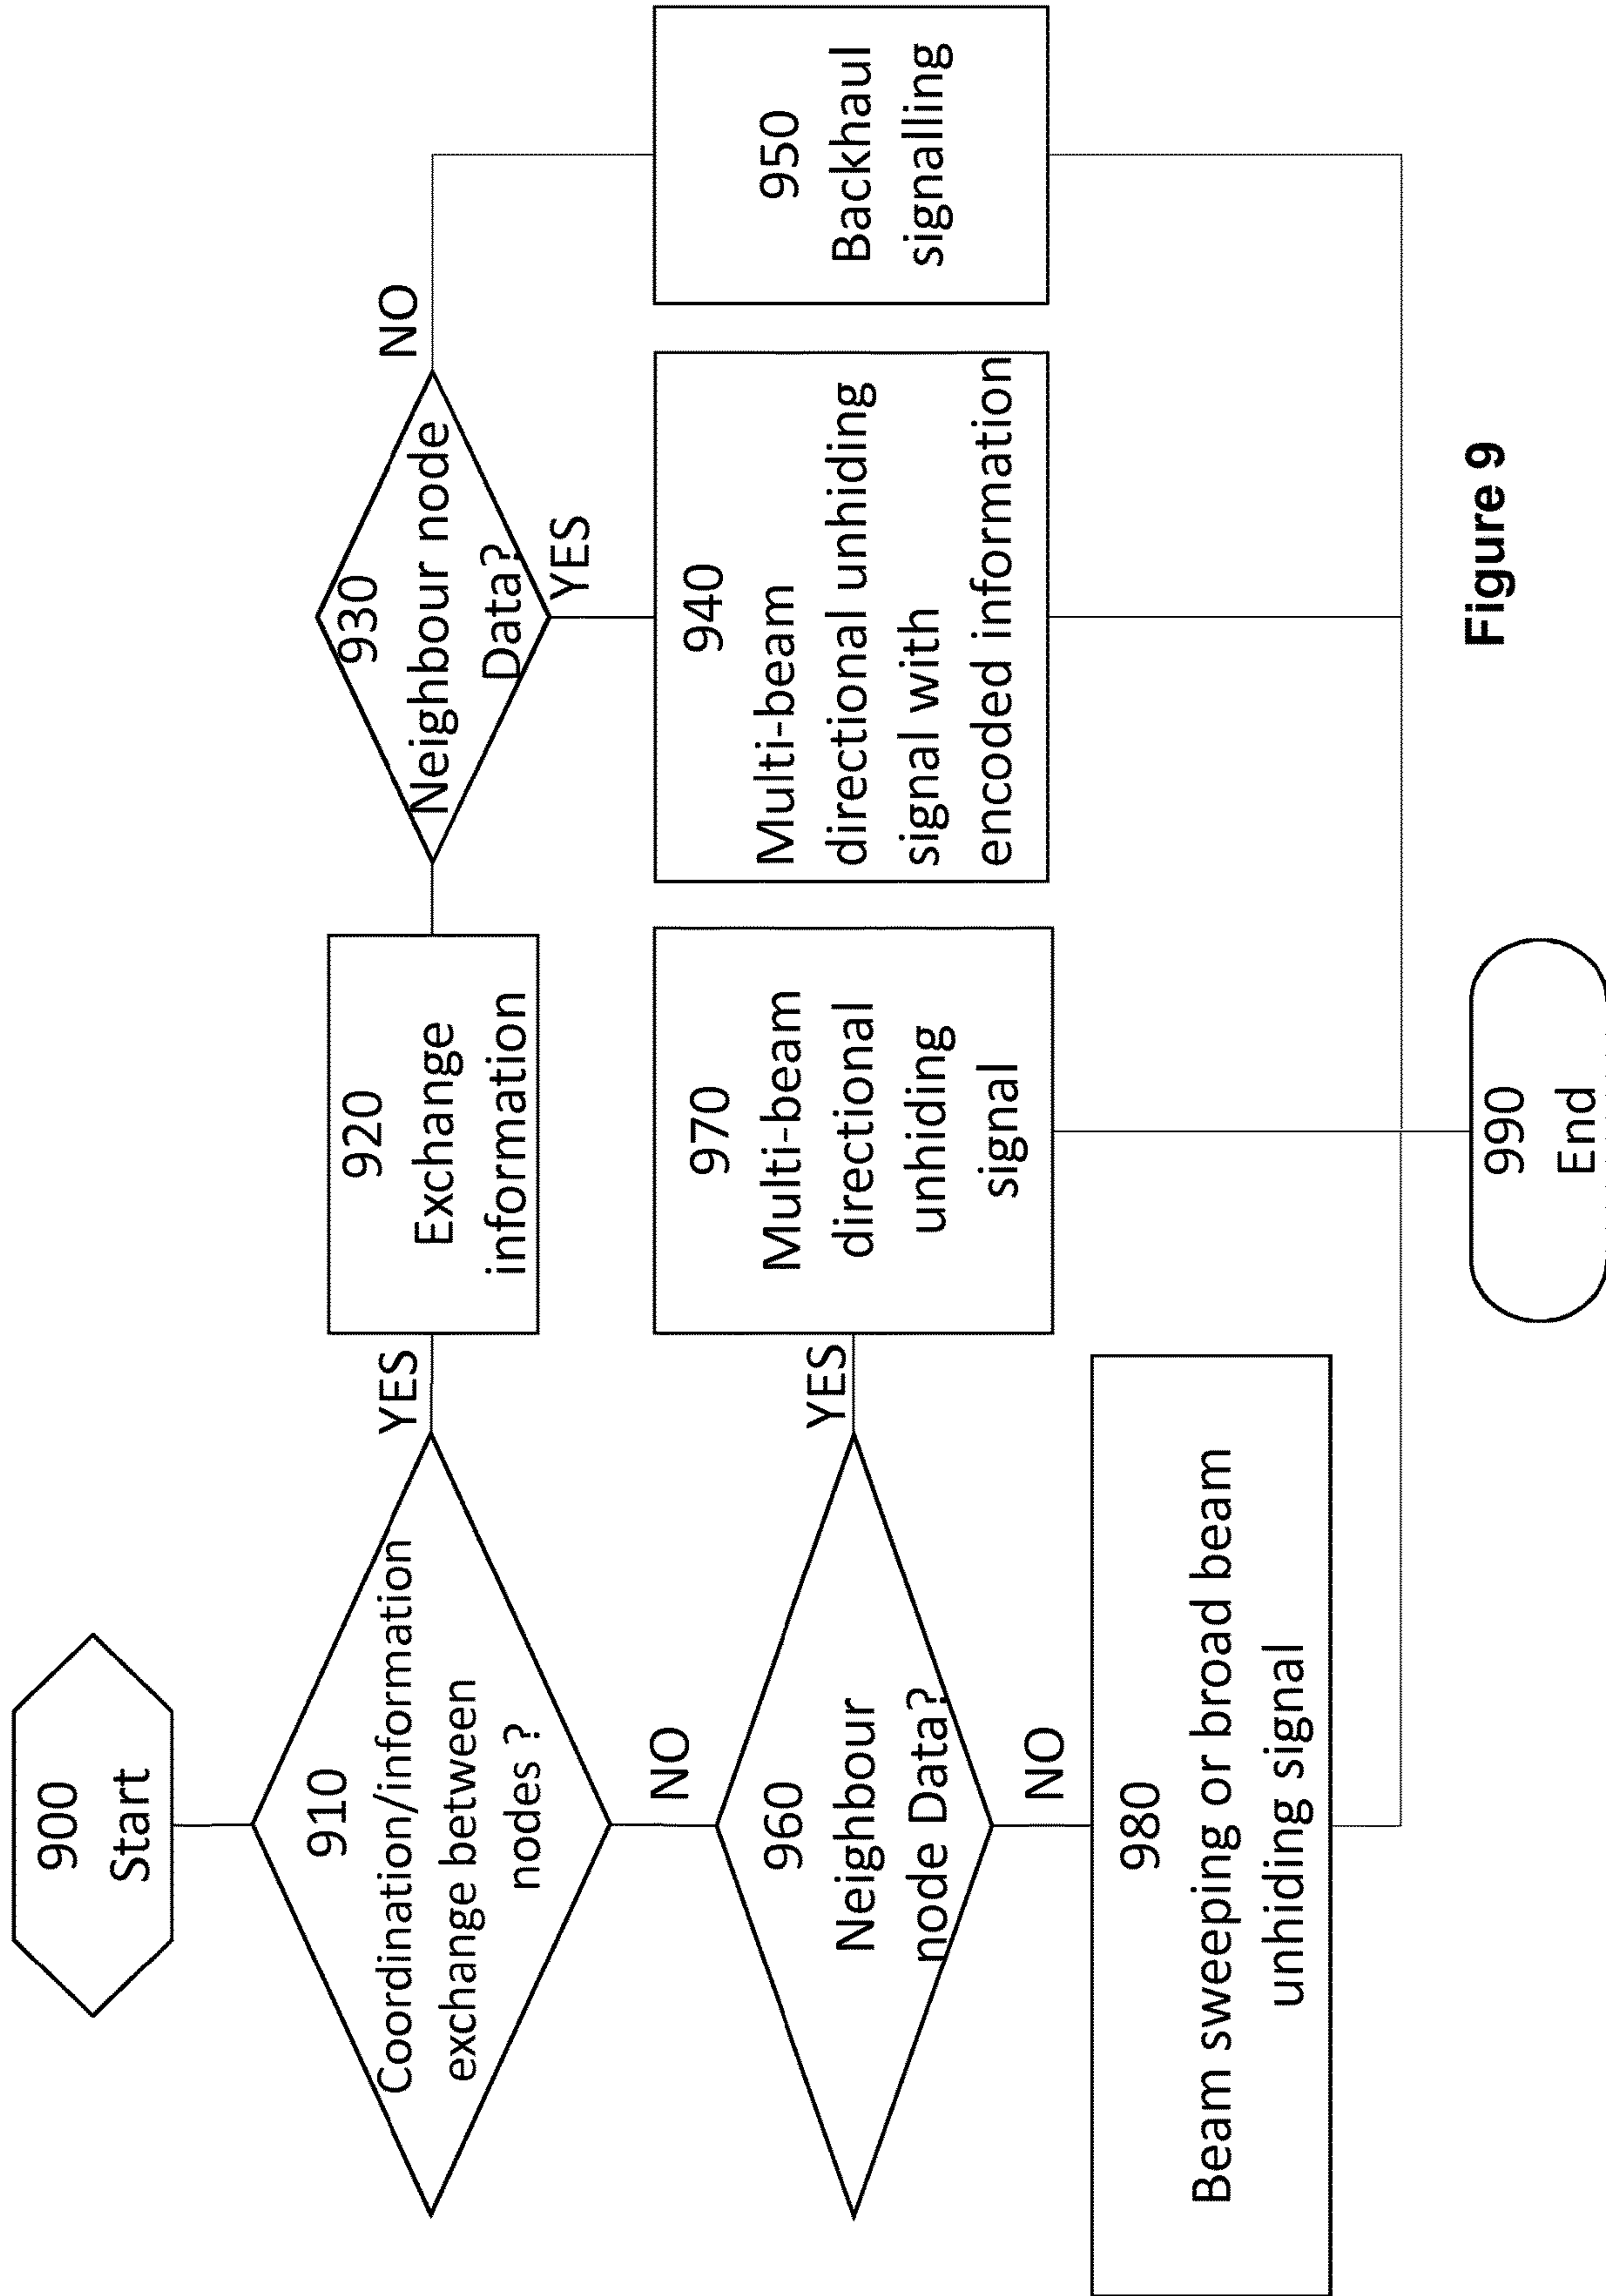 900
Start
910
Coordination/information
exchange between
nodes ?
YES
920
Exchange
information
930
Neighbour node
Data?
NO
YES
NO
960
Neighbour
node Data?
YES
970
Multi-beam
directional
unhiding
signal
940
Multi-beam
directional unhiding
signal with
encoded information
950
Backhaul
signalling
NO
980
Beam sweeping or broad beam
unhiding signal
990
End
Figure 9